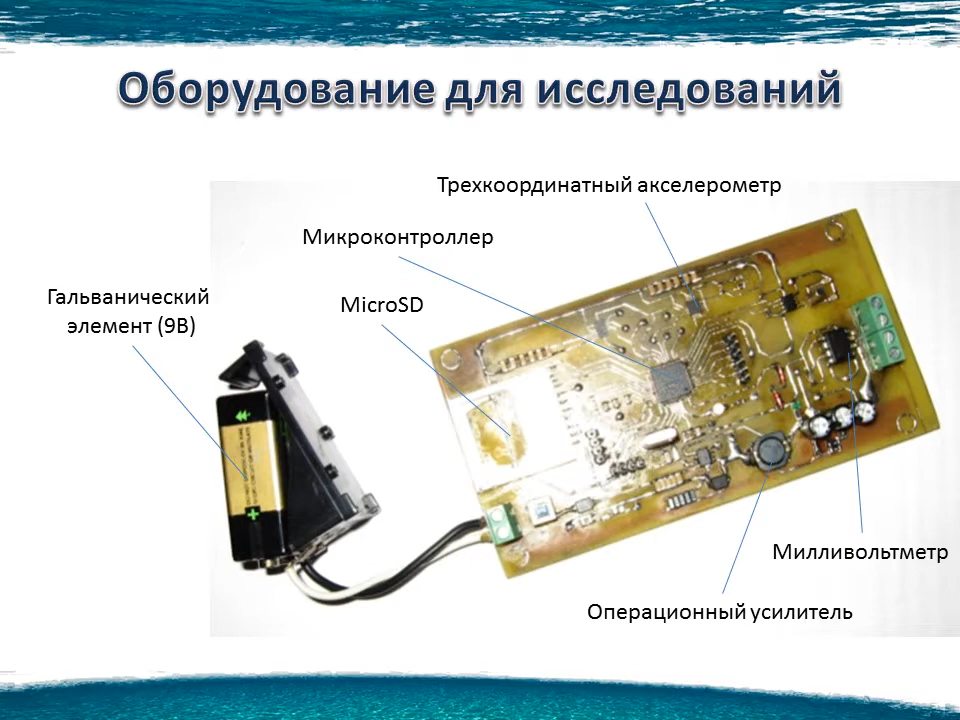 Оборудование для исследований
Трехкоординатный акселерометр
Микроконтроллер
Гальванический
элемент (9В)
MicroSD
Милливольтметр
Операционный усилитель